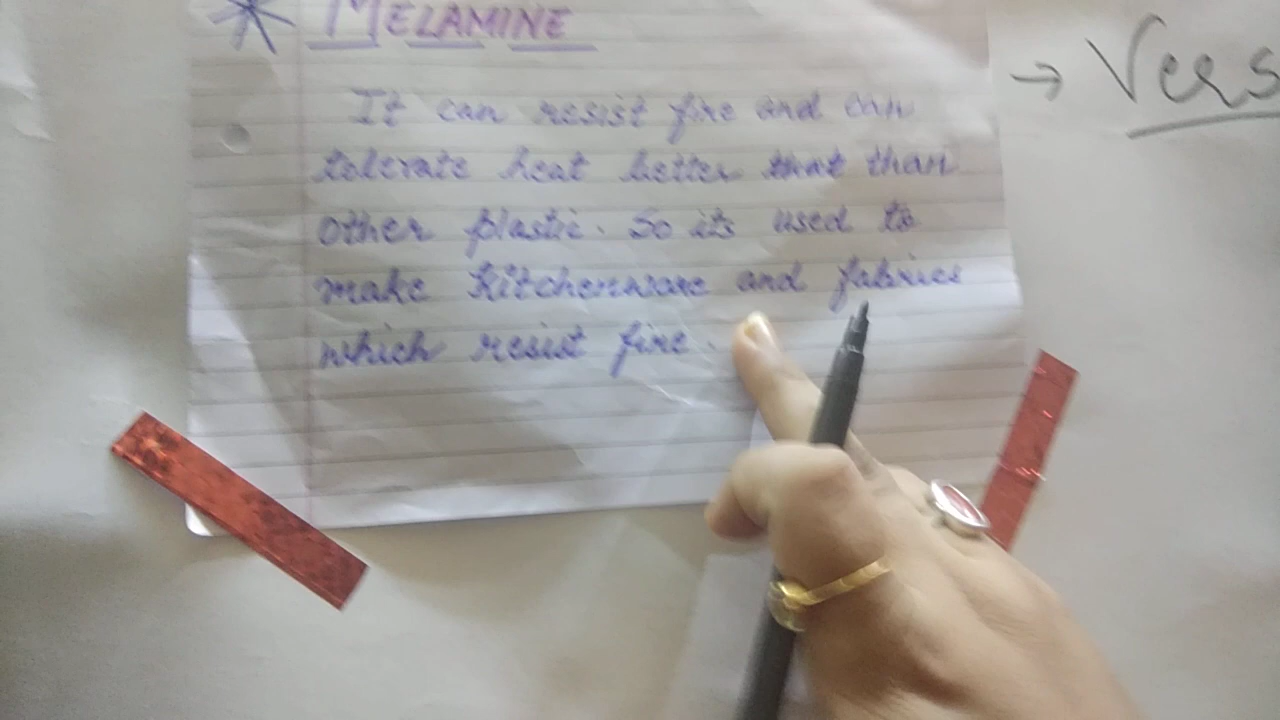 * MELAMINE
→ Vers
It can resist fire and can
tolerate heat better that than
other plastic. So its used to
make kitchenware and fabrics
which resist fire.